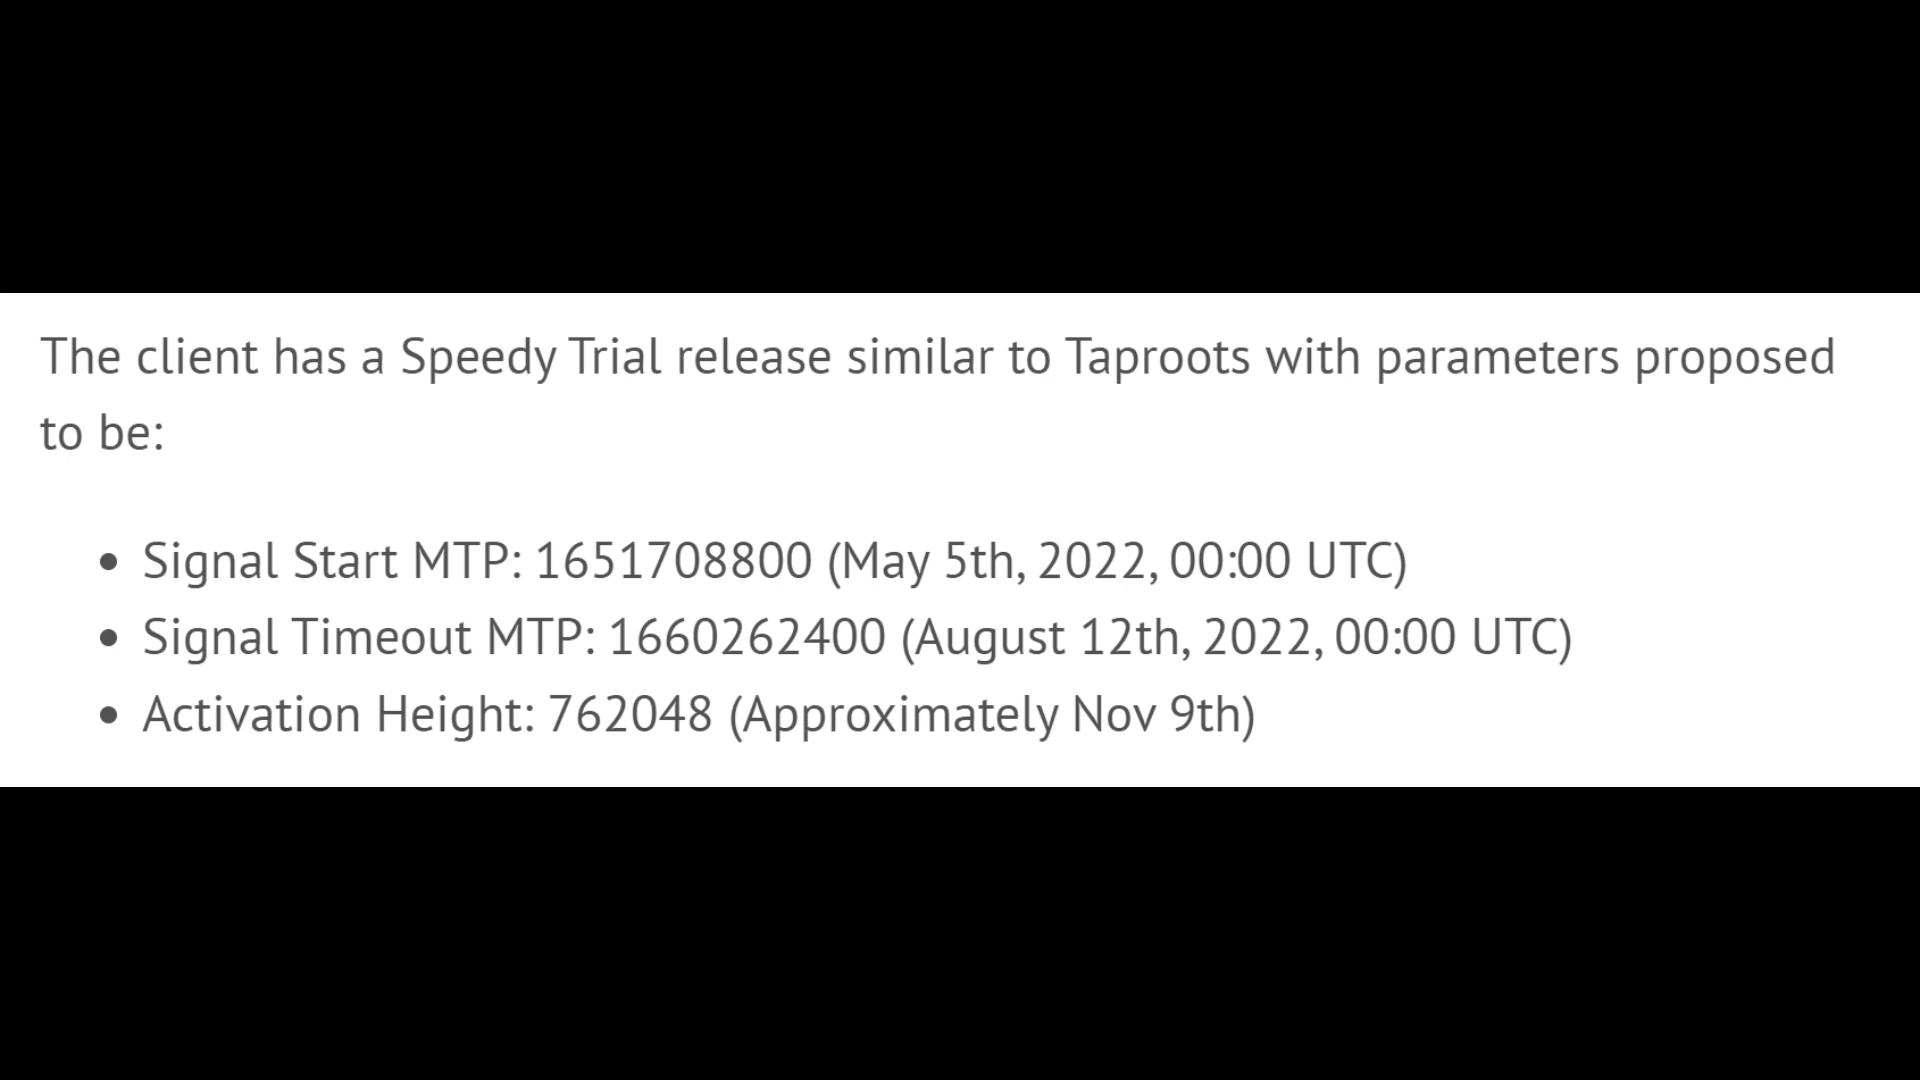 The client has a Speedy Trial release similar to Taproots with parameters proposed
to be:
• Signal Start MTP: 1651708800 (May 5th, 2022, 00:00 UTC)
• Signal Timeout MTP: 1660262400 (August 12th, 2022, 00:00 UTC)
• Activation Height: 762048 (Approximately Nov 9th)